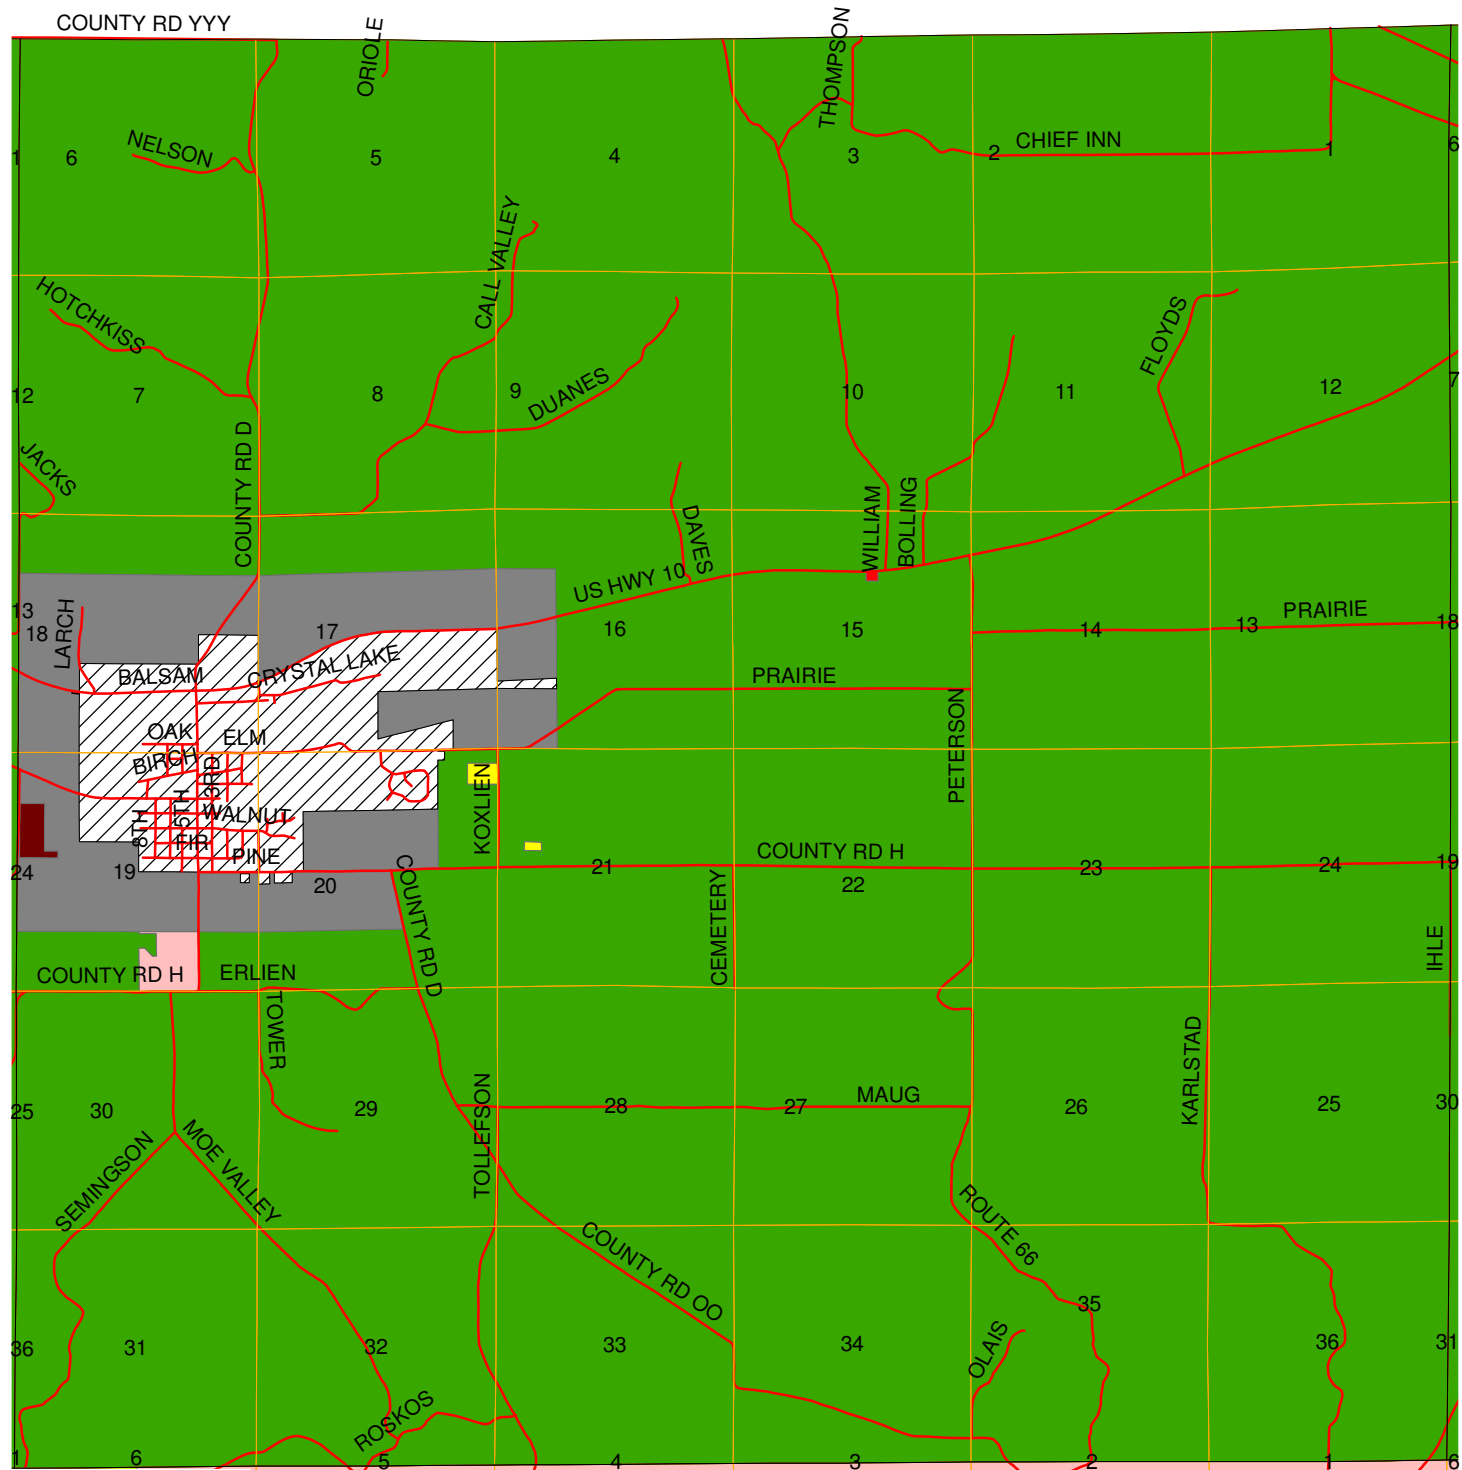 COUNTY RD YYY
ORIOLE
THOMPSON
NELSON
CHIEF INN
1
6
5
4
3
2
1
6
CALL VALLEY
HOTCHKISS
FLOYDS
DUANES
12
7
8
9
10
11
12
7
JACKS
COUNTY RD D
DAVES
WILLIAM
BOLLING
US HWY 10
13
18
LARCH
17
16
15
14
13
PRAIRIE
18
BALSAM
CRYSTAL LAKE
PRAIRIE
PETERSON
OAK
ELM
BIRCH
3RD
5TH
8TH
WALNUT
FIR
PINE
KOXLIEN
COUNTY RD H
24
19
20
21
22
23
24
19
COUNTY RD D
CEMETERY
IHLE
COUNTY RD H
ERLIEN
TOWER
KARLSTAD
TOLLEFSON
MAUG
25
30
29
28
27
26
25
30
SEMINGSON
MOE VALLEY
ROUTE 66
COUNTY RD OO
OLAIS
36
31
32
33
34
35
36
31
ROSKOS
1
6
5
4
3
2
1
6